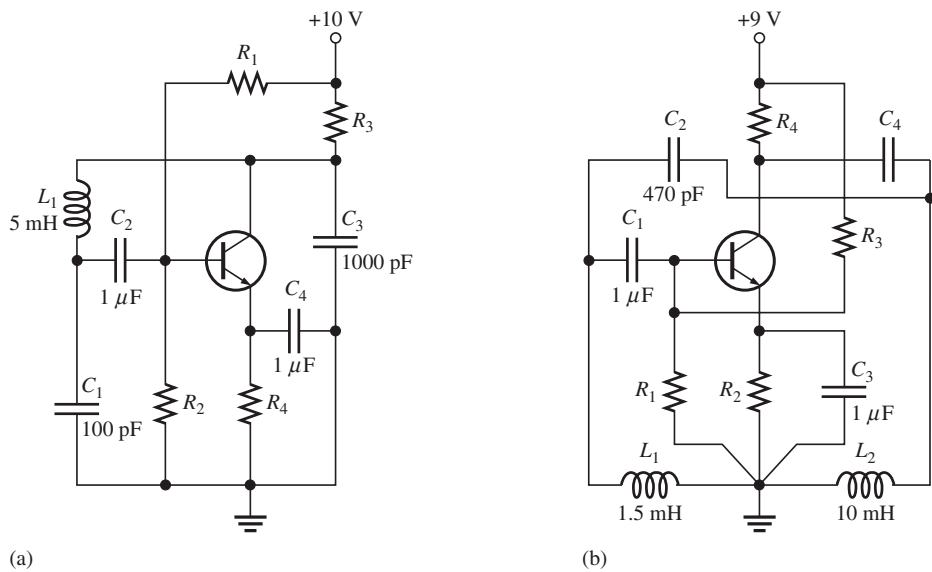 +10 V
R1
R3
L1
5 mH
C2
1 μF
C3
1000 pF
C4
1 μF
C1
100 pF
R2
R4
(a)
+9 V
C2
470 pF
R4
C4
R3
C1
1 μF
R1
R2
C3
1 μF
L1
1.5 mH
L2
10 mH
(b)